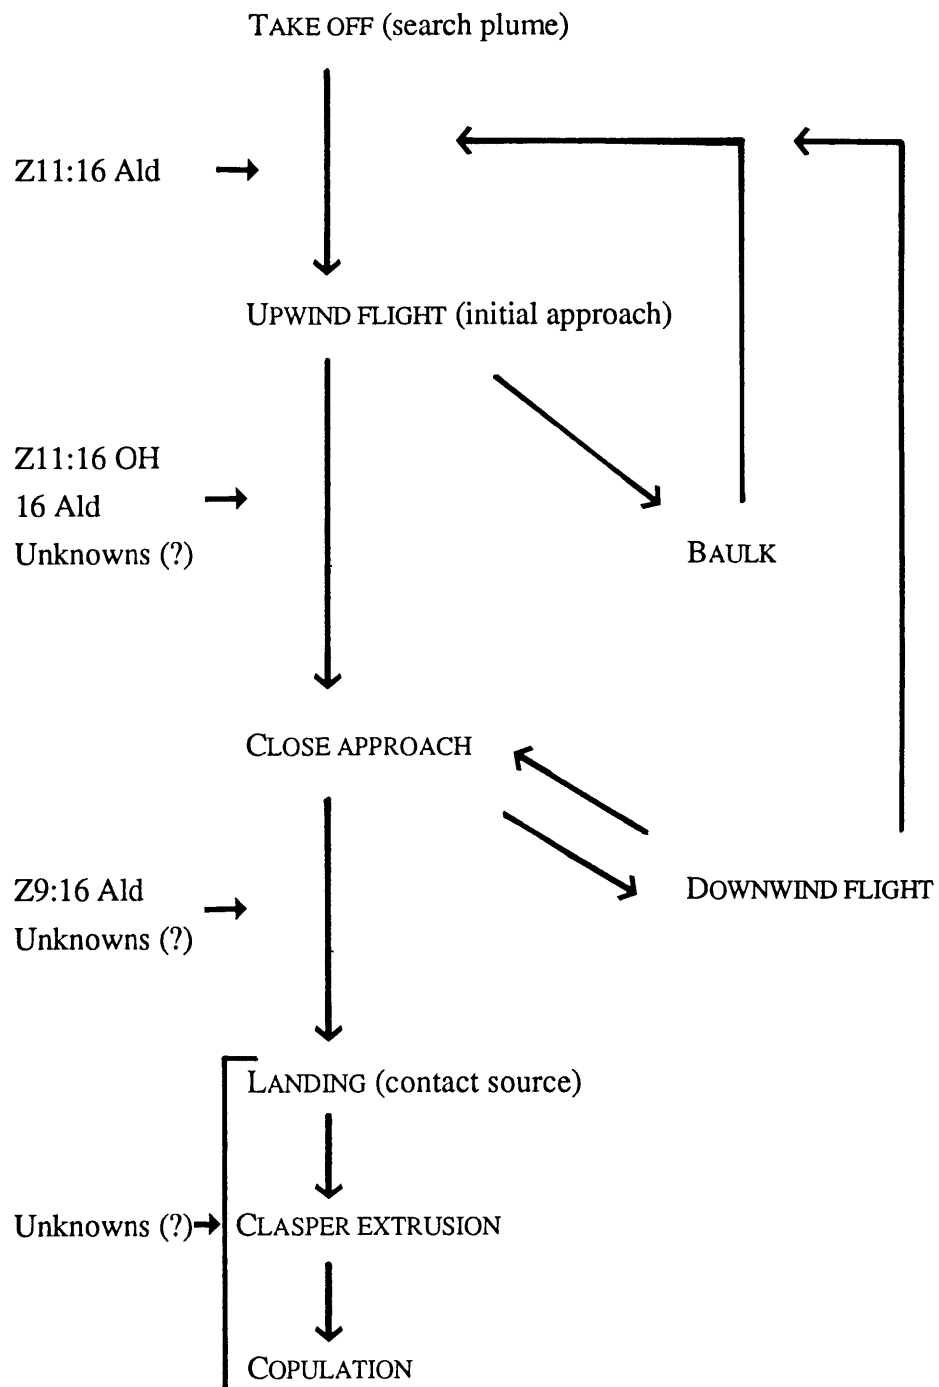 TAKE OFF (search plume)
Z11:16 Ald
UPWIND FLIGHT (initial approach)
Z11:16 OH
16 Ald
Unknowns (?)
BAULK
CLOSE APPROACH
Z9:16 Ald
Unknowns (?)
DOWNWIND FLIGHT
LANDING (contact source)
Unknowns (?)
CLASPER EXTRUSION
COPULATION